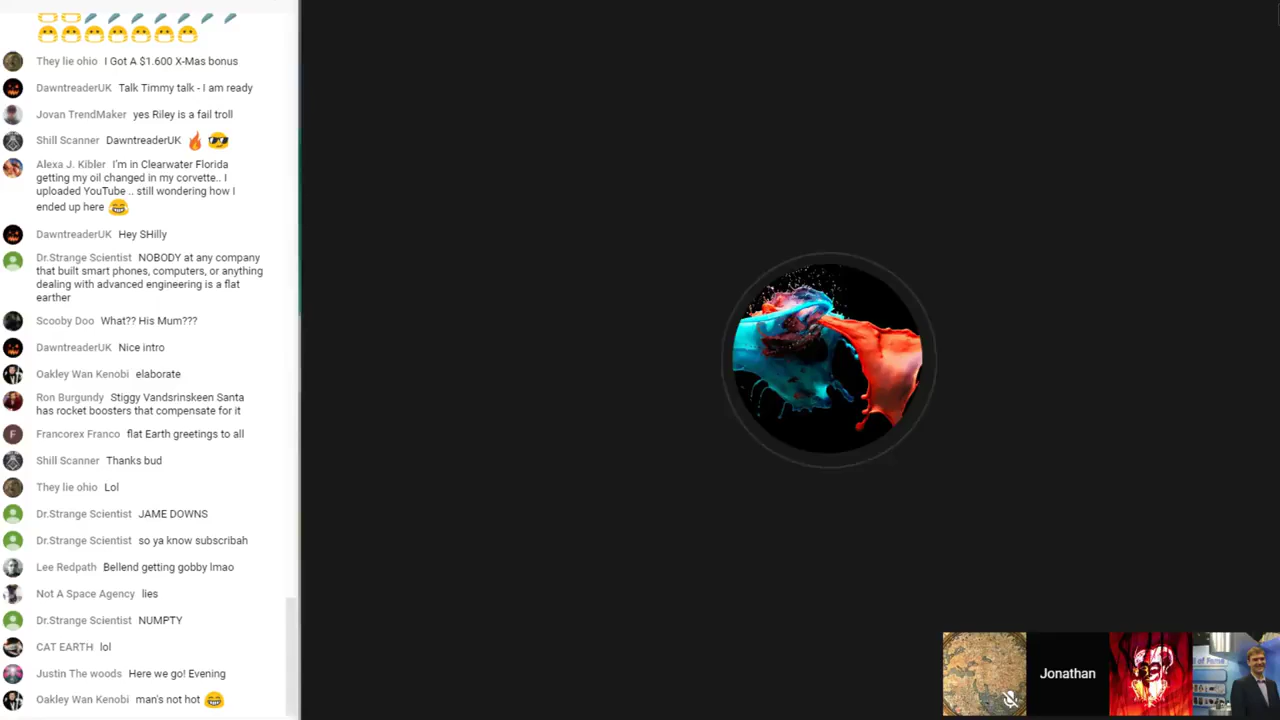 They lie ohio I Got A $1.600 X-Mas bonus
DawntreaderUK Talk Timmy talk - I am ready
Jovan TrendMaker yes Riley is a fail troll
Shill Scanner DawntreaderUK 🔥 😎
Alexa J. Kibler I'm in Clearwater Florida
getting my oil changed in my corvette.. I
uploaded YouTube .. still wondering how I
ended up here 😂
DawntreaderUK Hey SHilly
Dr.Strange Scientist NOBODY at any company
that built smart phones, computers, or anything
dealing with advanced engineering is a flat
earther
Scooby Doo What?? His Mum???
DawntreaderUK Nice intro
Oakley Wan Kenobi elaborate
Ron Burgundy Stiggy Vandsrinskeen Santa
has rocket boosters that compensate for it
F Francorex Franco flat Earth greetings to all
Shill Scanner Thanks bud
They lie ohio Lol
Dr.Strange Scientist JAME DOWNS
Dr.Strange Scientist so ya know subscribah
Lee Redpath Bellend getting gobby lmao
Not A Space Agency lies
Dr.Strange Scientist NUMPTY
CAT EARTH lol
Justin The woods Here we go! Evening
Oakley Wan Kenobi man's not hot 😂
Jonathan
of Fame